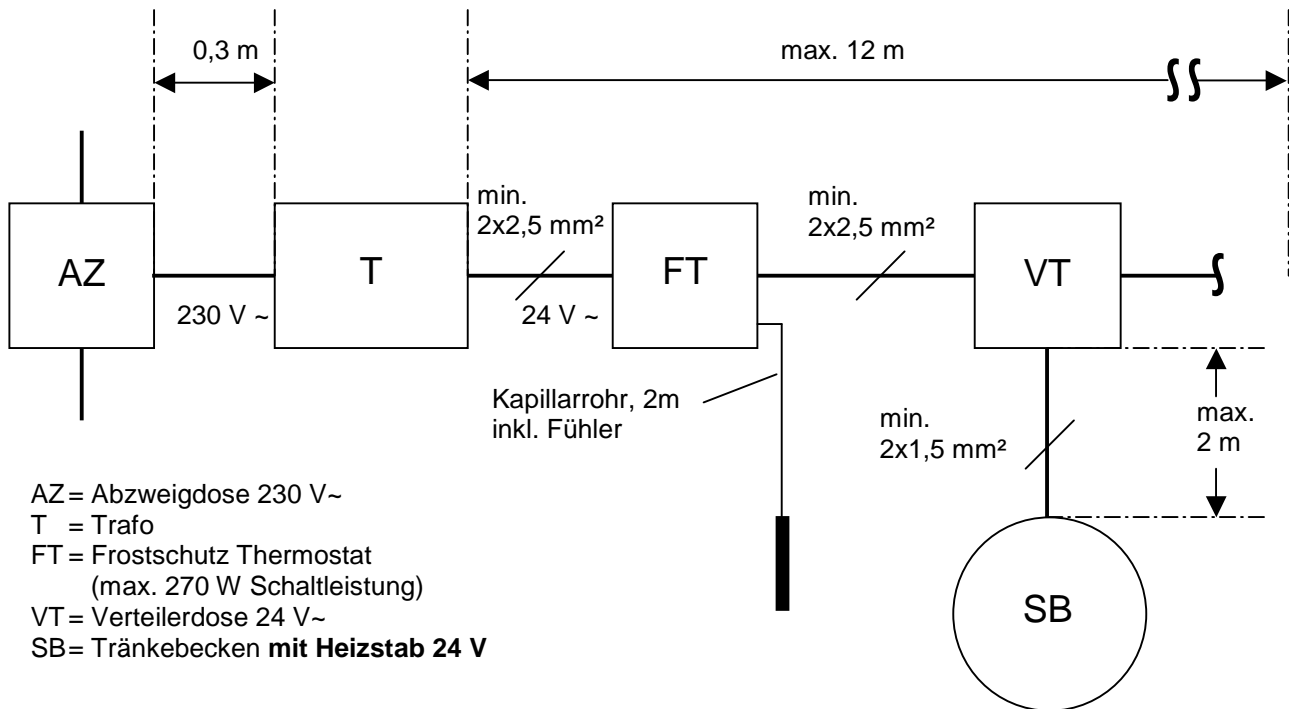 0,3 m
max. 12 m
min.
2x2,5 mm²
min.
2x2,5 mm²
AZ
T
FT
VT
230 V ~
24 V ~
Kapillarrohr, 2m
inkl. Fühler
min.
2x1,5 mm²
max.
2 m
AZ = Abzweigdose 230 V~
T = Trafo
FT = Frostschutz Thermostat
(max. 270 W Schaltleistung)
VT = Verteilerdose 24 V~
SB = Tränkebecken mit Heizstab 24 V
SB